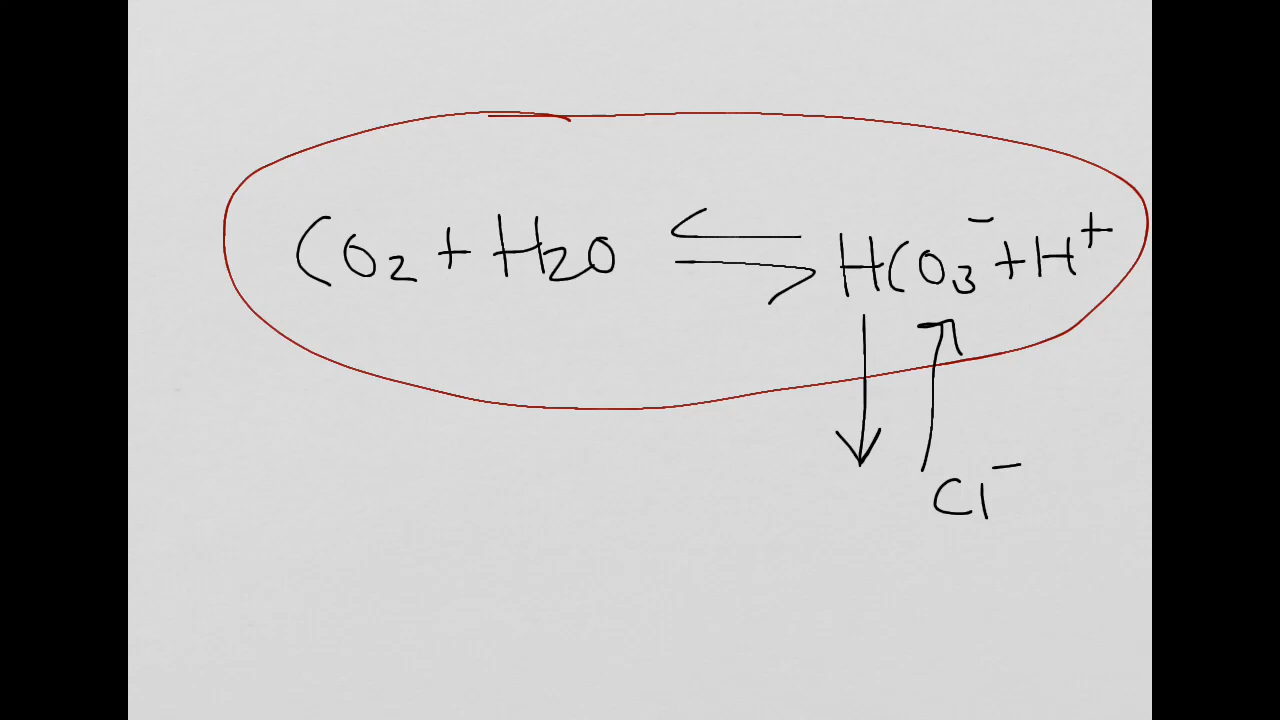 CO₂ + H₂O ⇌ HCO₃⁻ + H⁺
Cl⁻